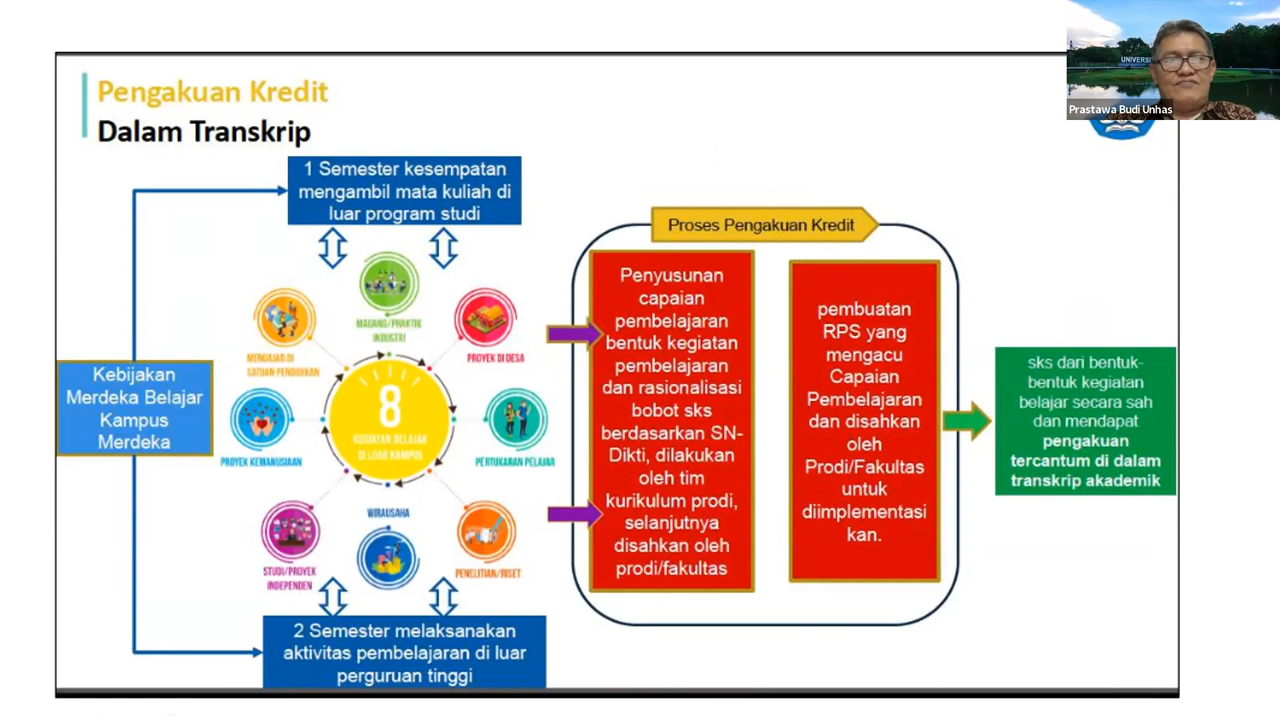 Pengakuan Kredit
Dalam Transkrip
UNIVERSI
Prastawa Budi Unhas
1 Semester kesempatan
mengambil mata kuliah di
luar program studi
Kebijakan
Merdeka Belajar
Kampus
Merdeka
MAGANG/PRAKTIK
INDUSTRI
MENGAJAR DI
SATUAN PENDIDIKAN
PROYEK DI DESA
8
KEGIATAN BELAJAR
DI LUAR KAMPUS
PROYEK KEMANUSIAAN
PERTUKARAN PELAJAR
WIRAUSAHA
STUDI/PROYEK
INDEPENDEN
PENELITIAN/RISET
2 Semester melaksanakan
aktivitas pembelajaran di luar
perguruan tinggi
Proses Pengakuan Kredit
Penyusunan
capaian
pembelajaran
bentuk kegiatan
pembelajaran
dan rasionalisasi
bobot sks
berdasarkan SN-
Dikti, dilakukan
oleh tim
kurikulum prodi,
selanjutnya
disahkan oleh
prodi/fakultas
pembuatan
RPS yang
mengacu
Capaian
Pembelajaran
dan disahkan
oleh
Prodi/Fakultas
untuk
diimplementasi
kan.
sks dari bentuk-
bentuk kegiatan
belajar secara sah
dan mendapat
pengakuan
tercantum di dalam
transkrip akademik